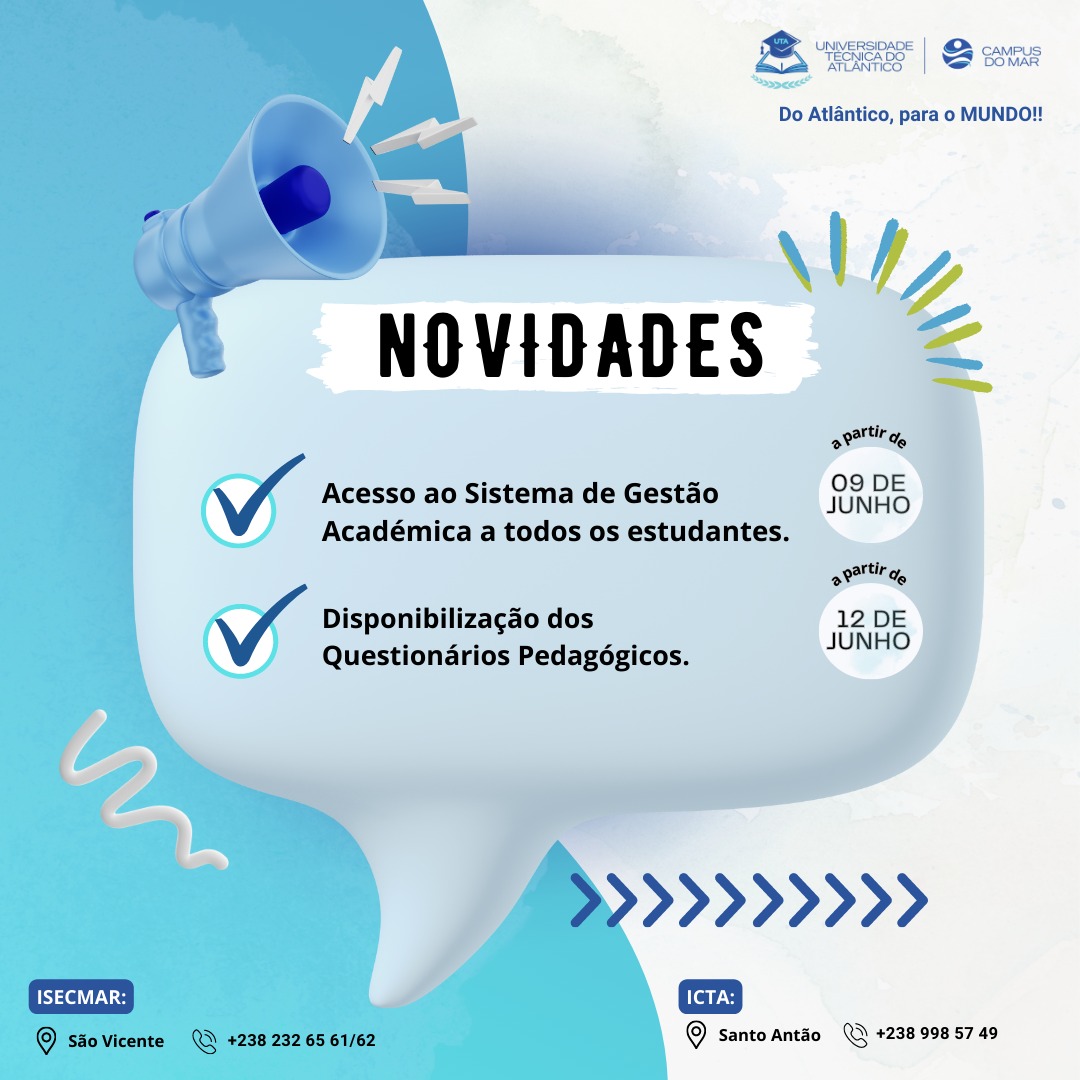 UTA
UNIVERSIDADE
TÉCNICA DO
ATLÂNTICO
CAMPUS
DO MAR
Do Atlântico, para o MUNDO!!
NOVIDADES
Acesso ao Sistema de Gestão
Académica a todos os estudantes.
a partir de
09 DE
JUNHO
Disponibilização dos
Questionários Pedagógicos.
a partir de
12 DE
JUNHO
ISECMAR:
São Vicente
+238 232 65 61/62
ICTA:
Santo Antão
+238 998 57 49